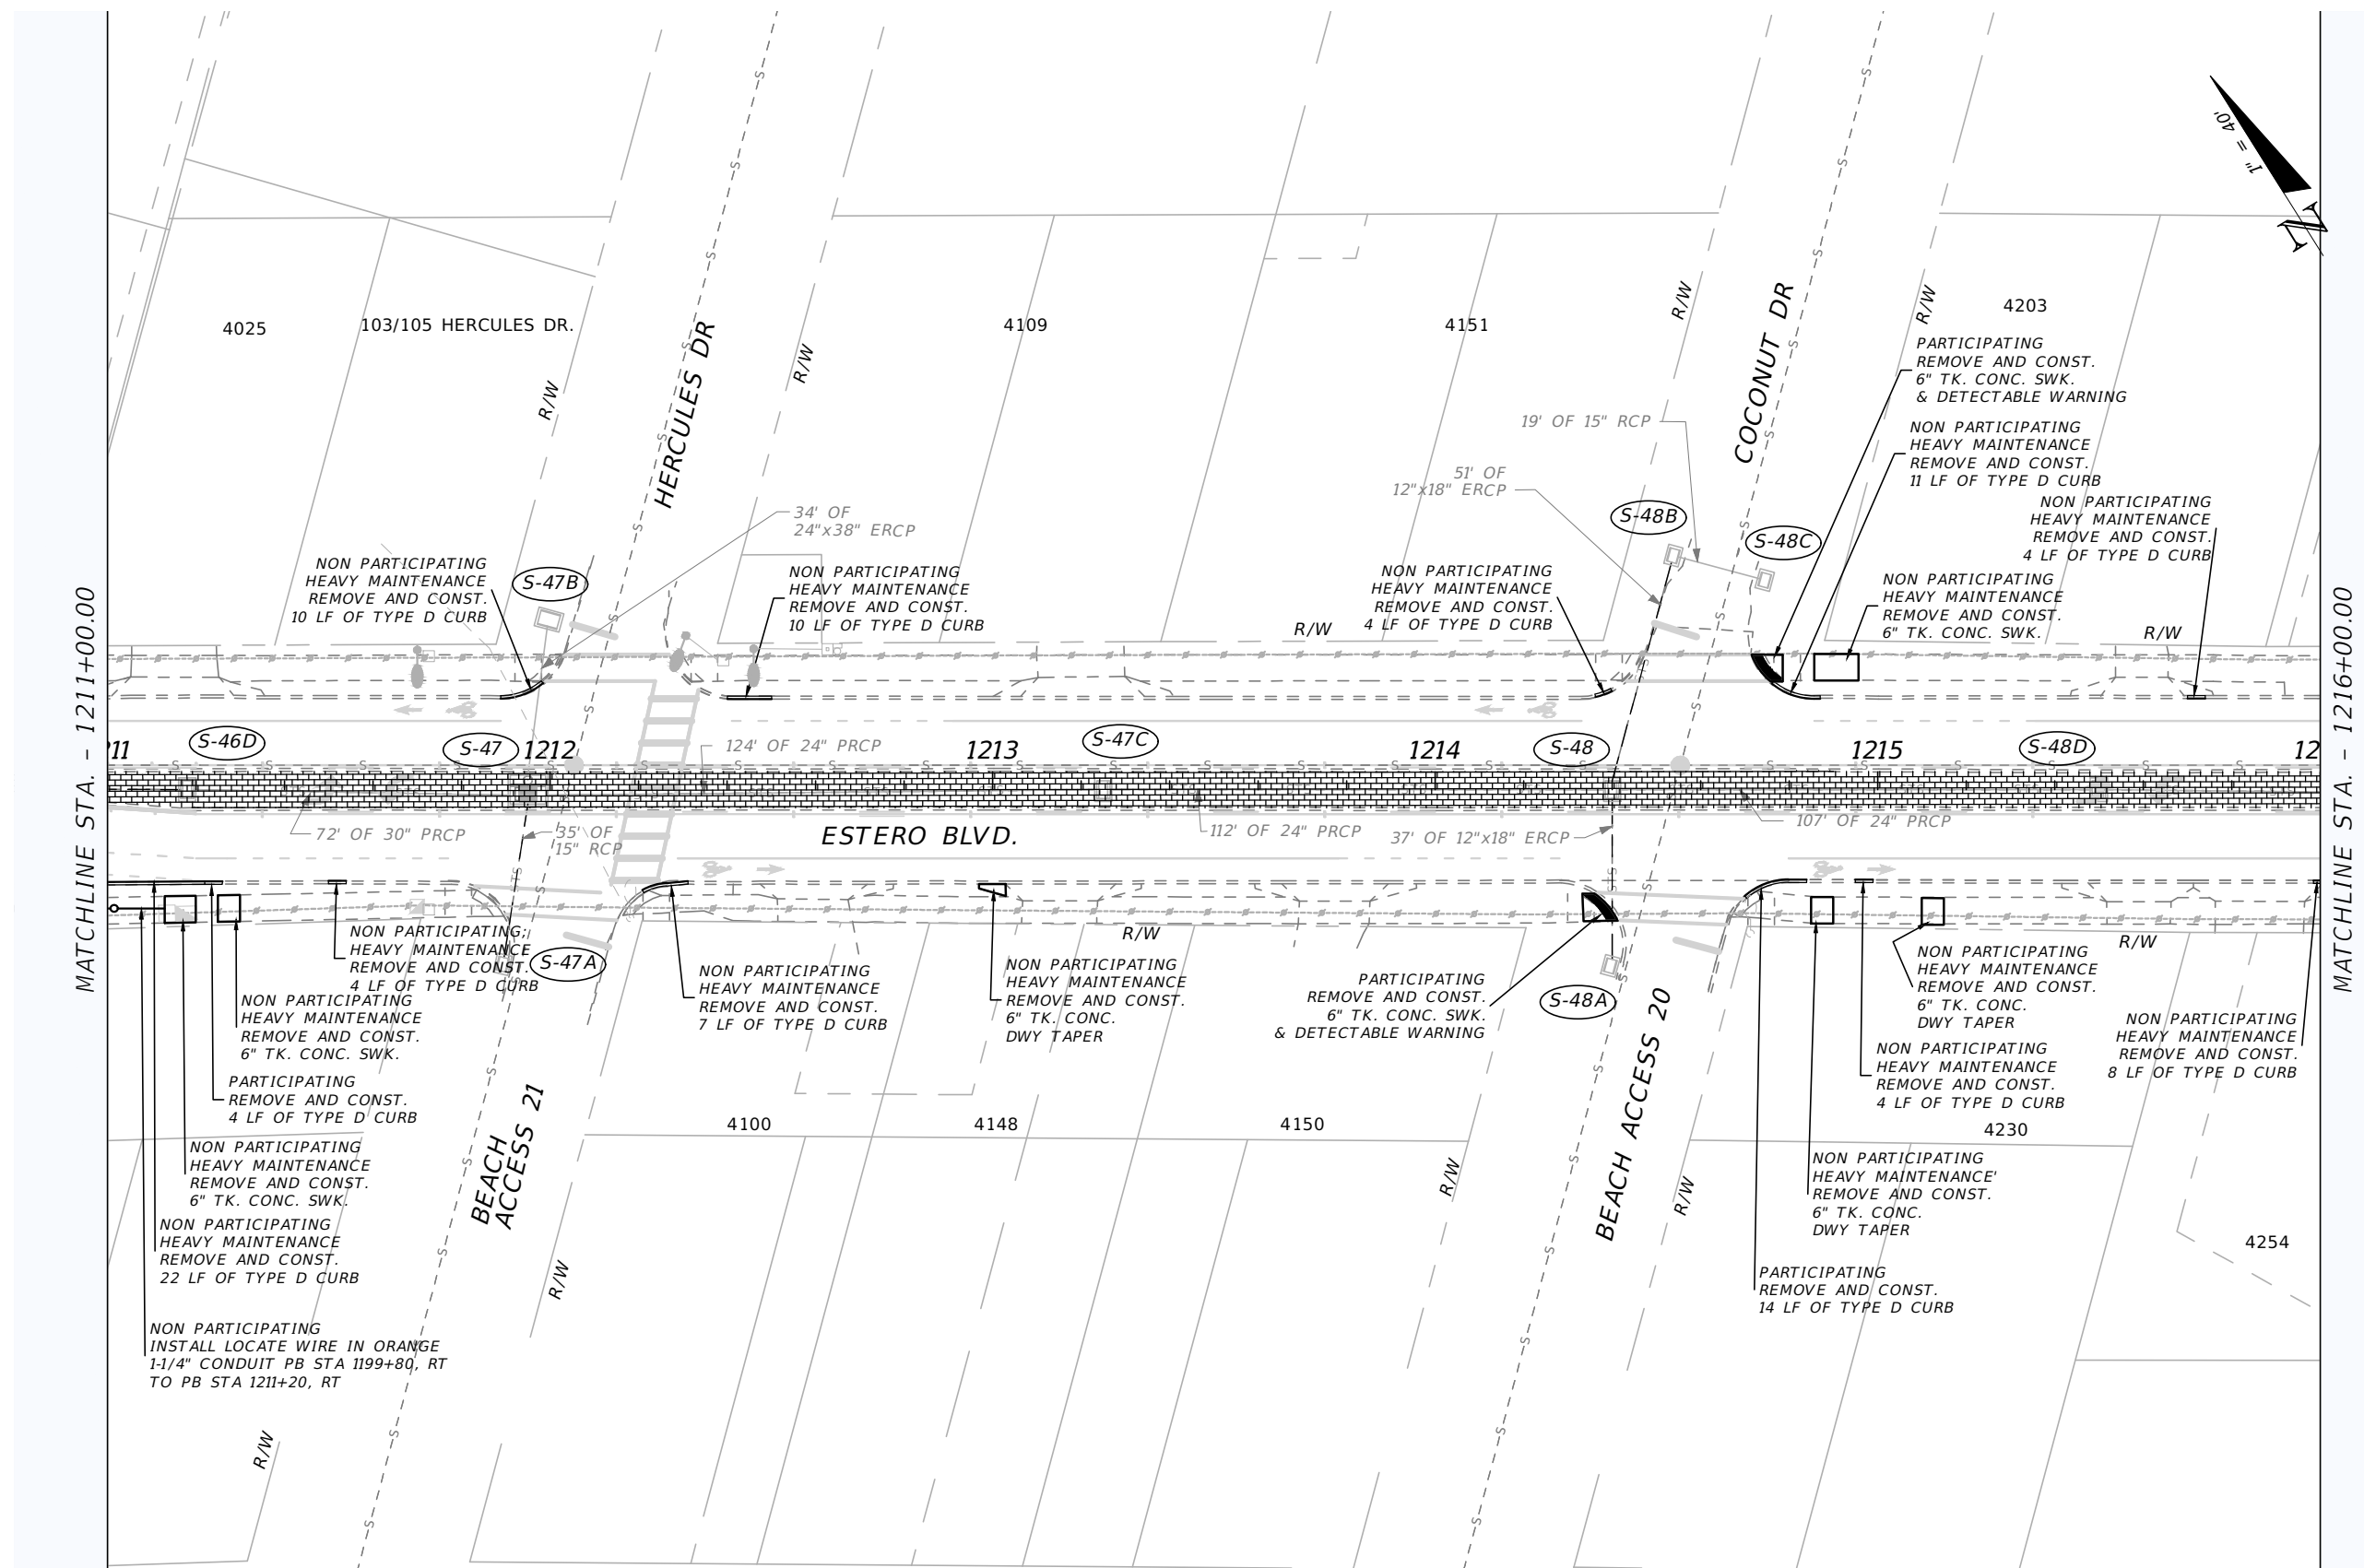 1" = 40'
N
MATCHLINE STA. – 1211+00.00
MATCHLINE STA. – 1216+00.00
4025
103/105 HERCULES DR.
4109
4151
4203
R/W
HERCULES DR
R/W
R/W
COCONUT DR
R/W
PARTICIPATING
REMOVE AND CONST.
6" TK. CONC. SWK.
& DETECTABLE WARNING
NON PARTICIPATING
HEAVY MAINTENANCE
REMOVE AND CONST.
11 LF OF TYPE D CURB
NON PARTICIPATING
HEAVY MAINTENANCE
REMOVE AND CONST.
4 LF OF TYPE D CURB
NON PARTICIPATING
HEAVY MAINTENANCE
REMOVE AND CONST.
6" TK. CONC. SWK.
19' OF 15" RCP
51' OF
12"x18" ERCP
S-48B
S-48C
34' OF
24"x38" ERCP
NON PARTICIPATING
HEAVY MAINTENANCE
REMOVE AND CONST.
10 LF OF TYPE D CURB
S-47B
NON PARTICIPATING
HEAVY MAINTENANCE
REMOVE AND CONST.
10 LF OF TYPE D CURB
NON PARTICIPATING
HEAVY MAINTENANCE
REMOVE AND CONST.
4 LF OF TYPE D CURB
R/W
R/W
211
S-46D
S-47
1212
124' OF 24" PRCP
1213
S-47C
1214
S-48
1215
S-48D
12
72' OF 30" PRCP
35' OF
15" RCP
ESTERO BLVD.
112' OF 24" PRCP
37' OF 12"x18" ERCP
107' OF 24" PRCP
R/W
R/W
NON PARTICIPATING;
HEAVY MAINTENANCE
REMOVE AND CONST.
4 LF OF TYPE D CURB
S-47A
NON PARTICIPATING
HEAVY MAINTENANCE
REMOVE AND CONST.
6" TK. CONC. SWK.
PARTICIPATING
REMOVE AND CONST.
4 LF OF TYPE D CURB
NON PARTICIPATING
HEAVY MAINTENANCE
REMOVE AND CONST.
6" TK. CONC. SWK.
NON PARTICIPATING
HEAVY MAINTENANCE
REMOVE AND CONST.
22 LF OF TYPE D CURB
NON PARTICIPATING
INSTALL LOCATE WIRE IN ORANGE
1-1/4" CONDUIT PB STA 1199+80, RT
TO PB STA 1211+20, RT
NON PARTICIPATING
HEAVY MAINTENANCE
REMOVE AND CONST.
7 LF OF TYPE D CURB
NON PARTICIPATING
HEAVY MAINTENANCE
REMOVE AND CONST.
6" TK. CONC.
DWY TAPER
PARTICIPATING
REMOVE AND CONST.
6" TK. CONC. SWK.
& DETECTABLE WARNING
S-48A
NON PARTICIPATING
HEAVY MAINTENANCE
REMOVE AND CONST.
6" TK. CONC.
DWY TAPER
NON PARTICIPATING
HEAVY MAINTENANCE
REMOVE AND CONST.
8 LF OF TYPE D CURB
NON PARTICIPATING
HEAVY MAINTENANCE
REMOVE AND CONST.
4 LF OF TYPE D CURB
NON PARTICIPATING
HEAVY MAINTENANCE'
REMOVE AND CONST.
6" TK. CONC.
DWY TAPER
PARTICIPATING
REMOVE AND CONST.
14 LF OF TYPE D CURB
BEACH
ACCESS 21
BEACH ACCESS 20
4100
4148
4150
4230
4254
R/W
R/W
R/W
R/W